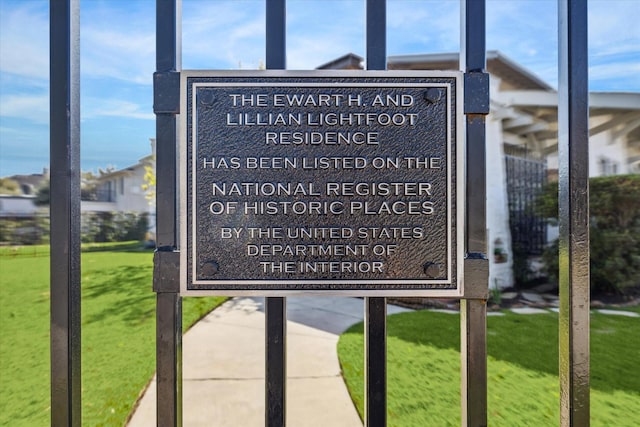 THE EWART H. AND
LILLIAN LIGHTFOOT
RESIDENCE
HAS BEEN LISTED ON THE
NATIONAL REGISTER
OF HISTORIC PLACES
BY THE UNITED STATES
DEPARTMENT OF
THE INTERIOR